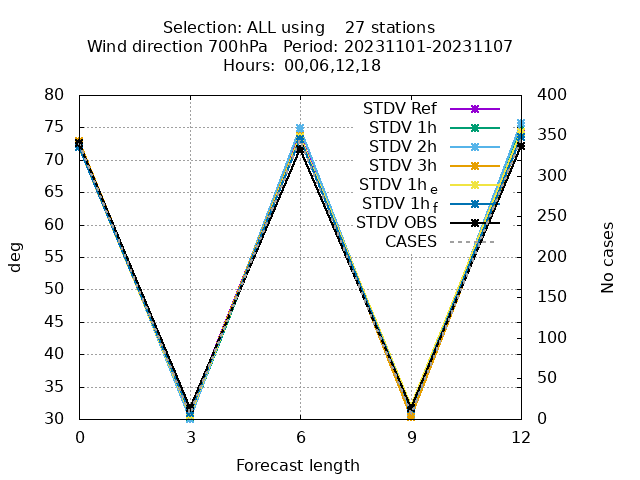 Selection: ALL using 27 stations
Wind direction 700hPa Period: 20231101-20231107
Hours: 00,06,12,18
80
75
70
65
60
55
50
45
40
35
30
400
350
300
250
200
150
100
50
0
deg
No cases
STDV Ref
STDV 1h
STDV 2h
STDV 3h
STDV 1h e
STDV 1h f
STDV OBS
CASES
0 3 6 9 12
Forecast length